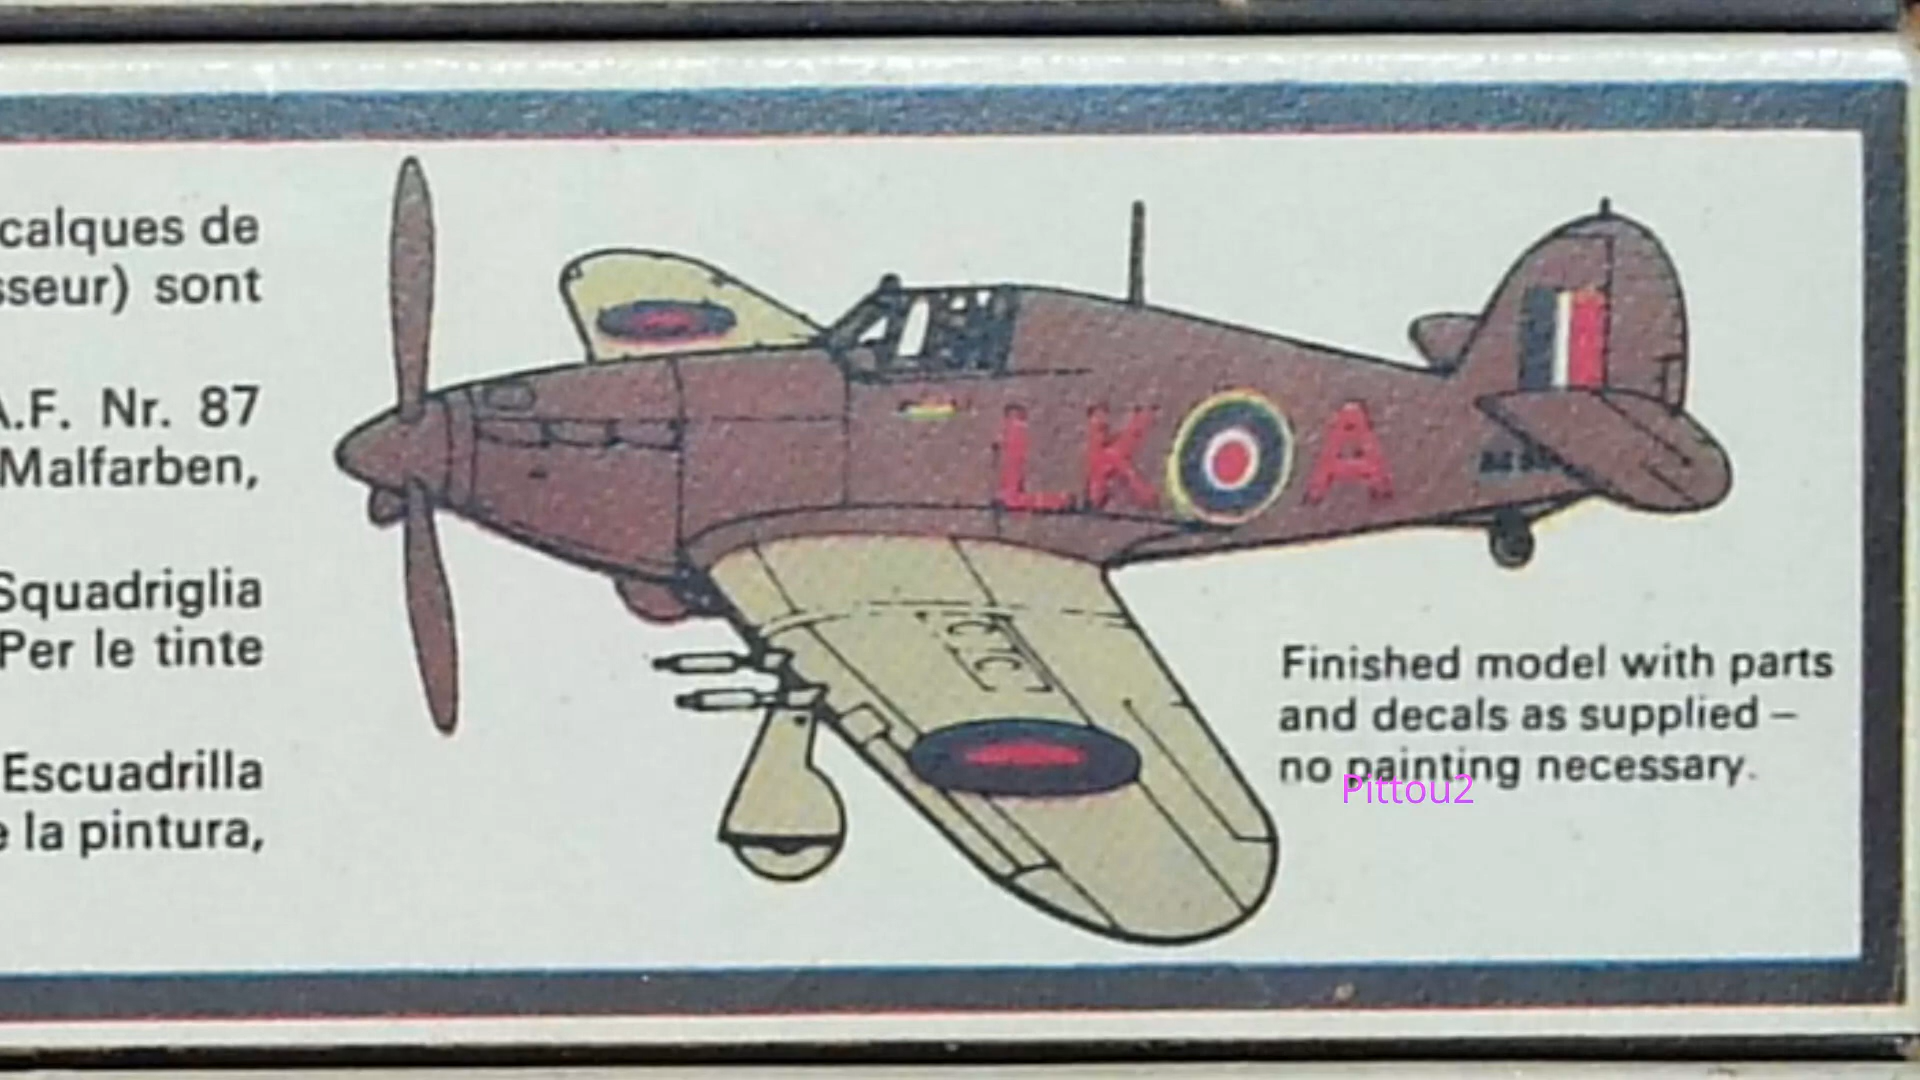 calques de
sseur) sont
A.F. Nr. 87
Malfarben,
Squadriglia
Per le tinte
Escuadrilla
e la pintura,
LK A
Finished model with parts
and decals as supplied –
no painting necessary.
Pittou2